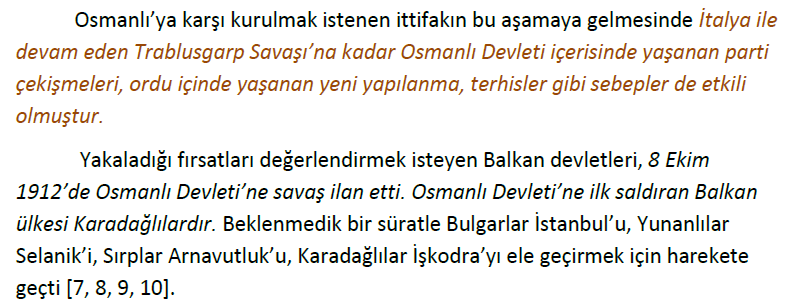 Osmanlı’ya karşı kurulmak istenen ittifakın bu aşamaya gelmesinde İtalya ile
devam eden Trablusgarp Savaşı’na kadar Osmanlı Devleti içerisinde yaşanan parti
çekişmeleri, ordu içinde yaşanan yeni yapılanma, terhisler gibi sebepler de etkili
olmuştur.
Yakaladığı fırsatları değerlendirmek isteyen Balkan devletleri, 8 Ekim
1912’de Osmanlı Devleti’ne savaş ilan etti. Osmanlı Devleti’ne ilk saldıran Balkan
ülkesi Karadağlılardır. Beklenmedik bir süratle Bulgarlar İstanbul’u, Yunanlılar
Selanik’i, Sırplar Arnavutluk’u, Karadağlılar İşkodra’yı ele geçirmek için harekete
geçti [7, 8, 9, 10].